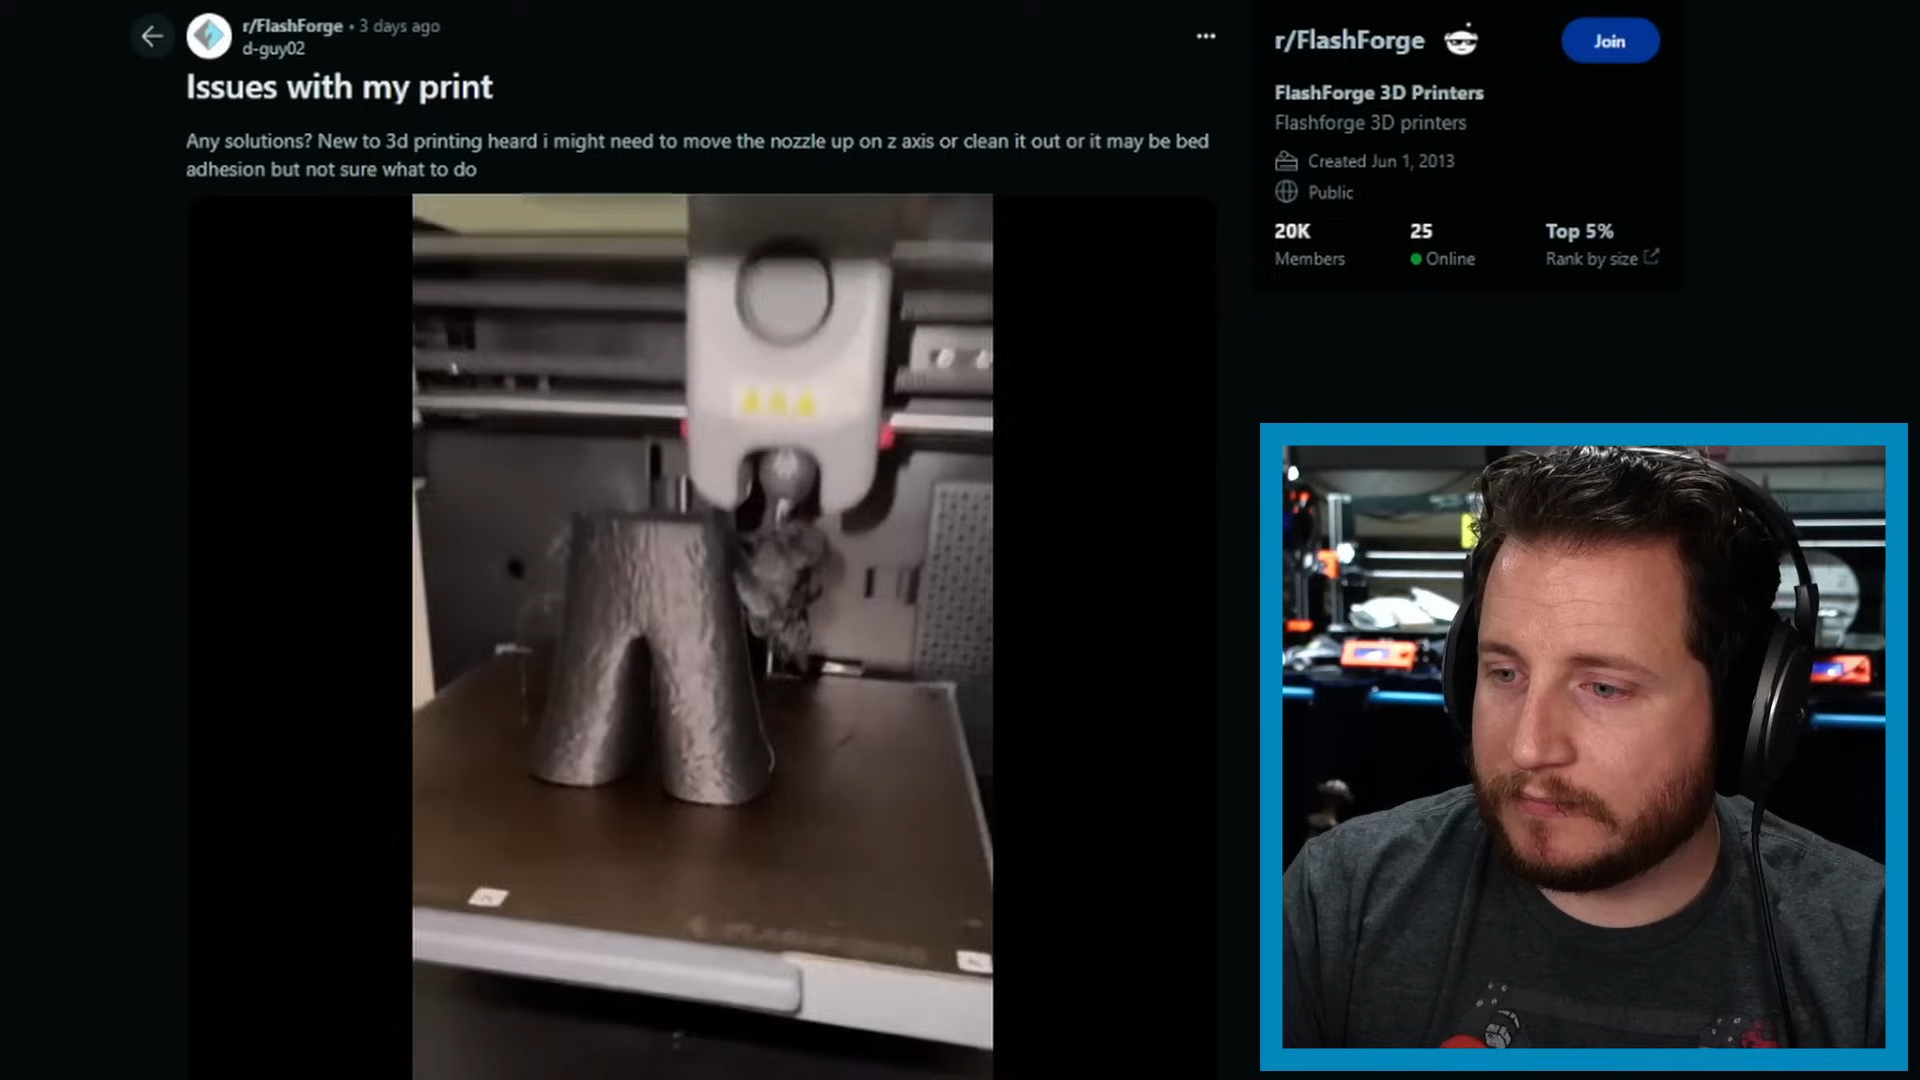 r/FlashForge • 3 days ago
d-guy02
Issues with my print
Any solutions? New to 3d printing heard i might need to move the nozzle up on z axis or clean it out or it may be bed
adhesion but not sure what to do
r/FlashForge
Join
FlashForge 3D Printers
Flashforge 3D printers
Created Jun 1, 2013
Public
20K
Members
25
Online
Top 5%
Rank by size